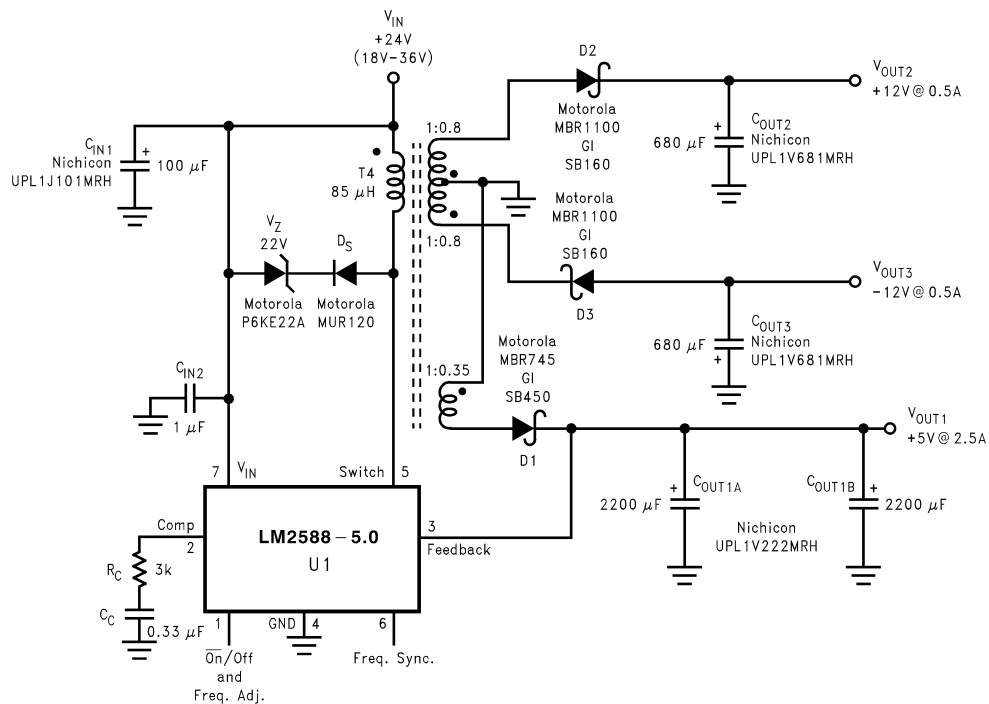 V_IN
+24V
(18V-36V)
C_IN1
Nichicon
UPL1J101MRH
+
100 μF
T4
85 μH
1:0.8
1:0.8
D2
Motorola
MBR1100
GI
SB160
V_OUT2
+12V@0.5A
+
680 μF
C_OUT2
Nichicon
UPL1V681MRH
Motorola
MBR1100
GI
SB160
D3
V_OUT3
-12V@0.5A
680 μF
+
C_OUT3
Nichicon
UPL1V681MRH
V_Z
22V
Motorola
P6KE22A
D_S
Motorola
MUR120
C_IN2
1 μF
1:0.35
Motorola
MBR745
GI
SB450
D1
V_OUT1
+5V@2.5A
+
C_OUT1A
2200 μF
C_OUT1B
+
2200 μF
Nichicon
UPL1V222MRH
7
V_IN
Switch
5
Comp
2
LM2588-5.0
U1
3
Feedback
R_C
3k
C_C
0.33 μF
1
GND
4
6
On/Off
and
Freq. Adj.
Freq. Sync.